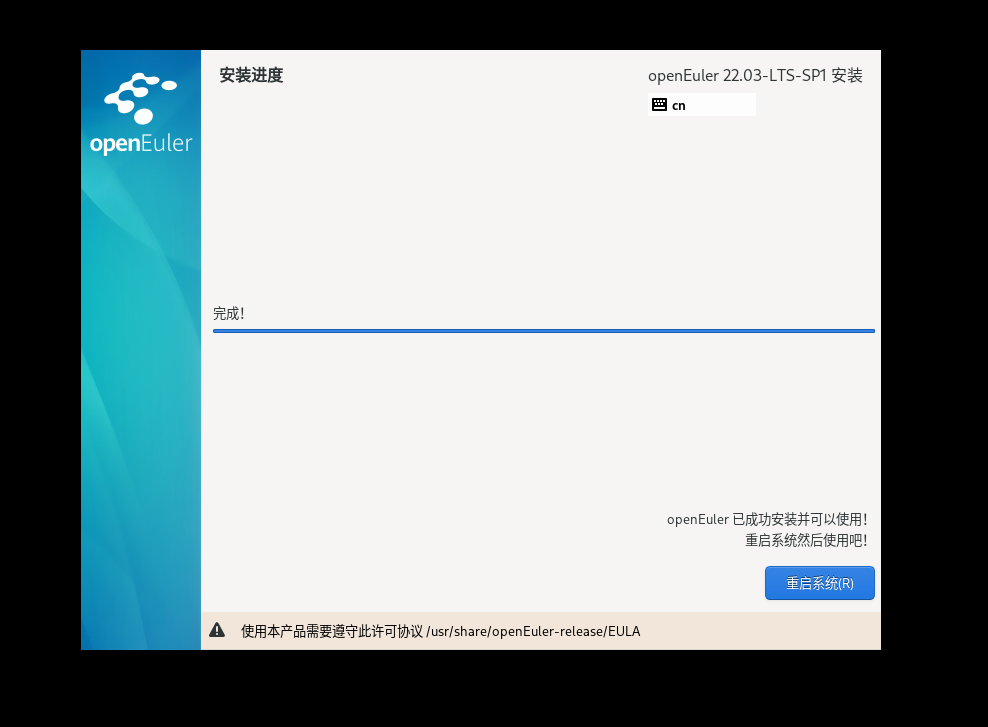 openEuler
安装进度
openEuler 22.03-LTS-SP1 安装
cn
完成!
openEuler 已成功安装并可以使用!
重启系统然后使用吧!
重启系统(R)
使用本产品需要遵守此许可协议 /usr/share/openEuler-release/EULA